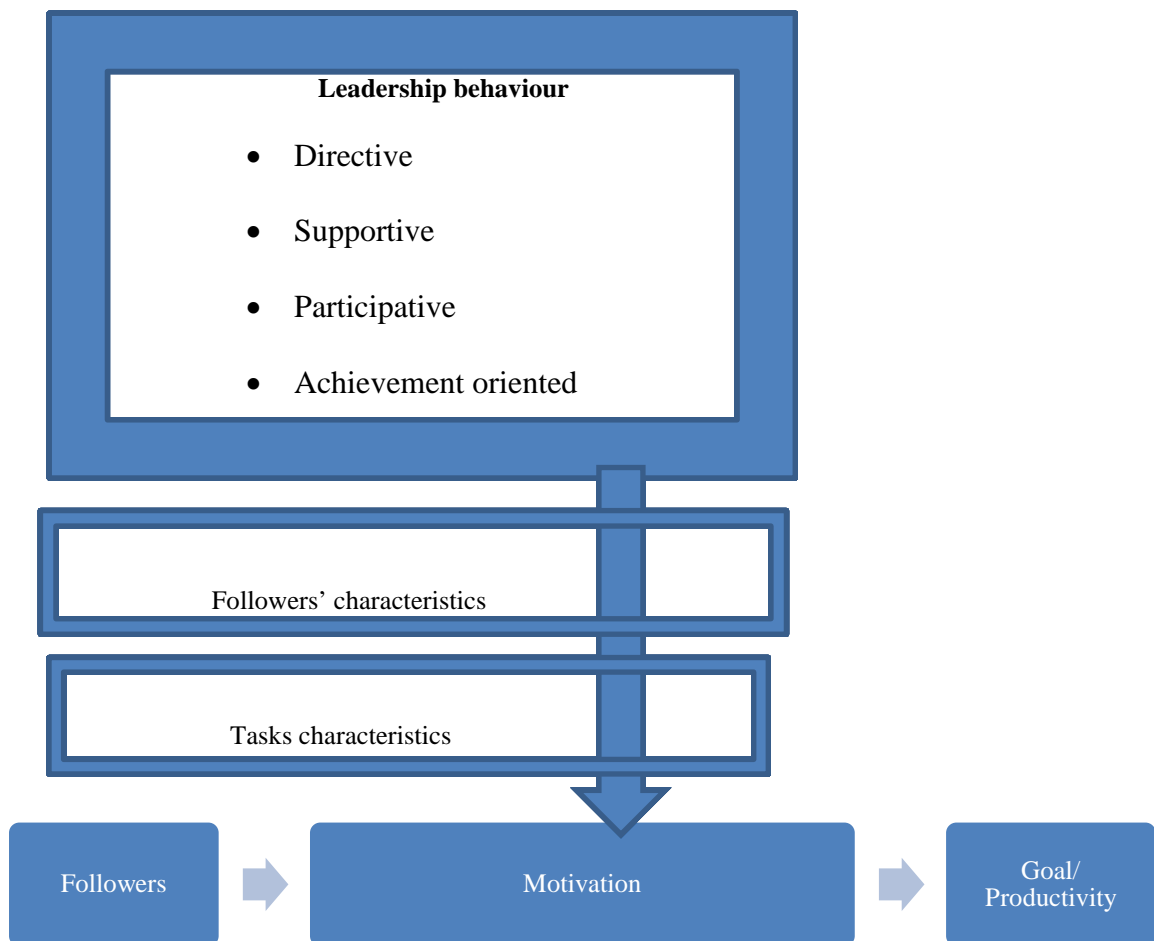 Leadership behaviour
• Directive
• Supportive
• Participative
• Achievement oriented
Followers’ characteristics
Tasks characteristics
Followers
Motivation
Goal/
Productivity